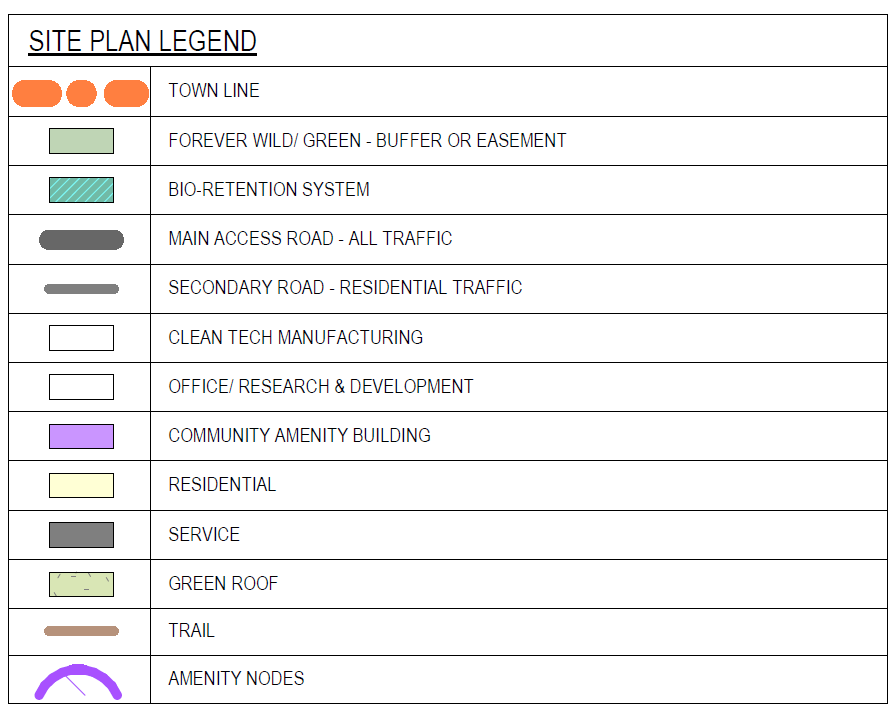 SITE PLAN LEGEND
TOWN LINE
FOREVER WILD/ GREEN - BUFFER OR EASEMENT
BIO-RETENTION SYSTEM
MAIN ACCESS ROAD - ALL TRAFFIC
SECONDARY ROAD - RESIDENTIAL TRAFFIC
CLEAN TECH MANUFACTURING
OFFICE/ RESEARCH & DEVELOPMENT
COMMUNITY AMENITY BUILDING
RESIDENTIAL
SERVICE
GREEN ROOF
TRAIL
AMENITY NODES